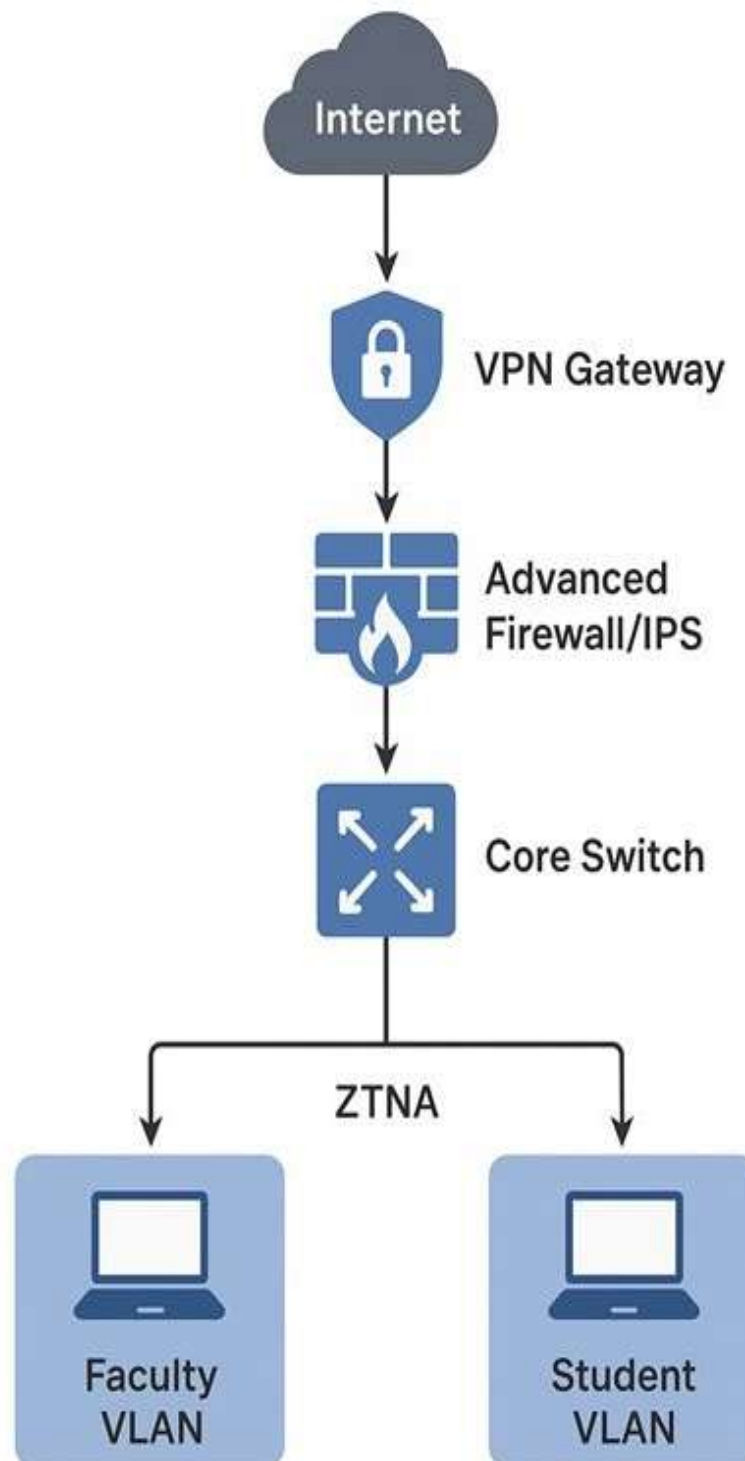 Internet
VPN Gateway
Advanced
Firewall/IPS
Core Switch
ZTNA
Faculty
VLAN
Student
VLAN